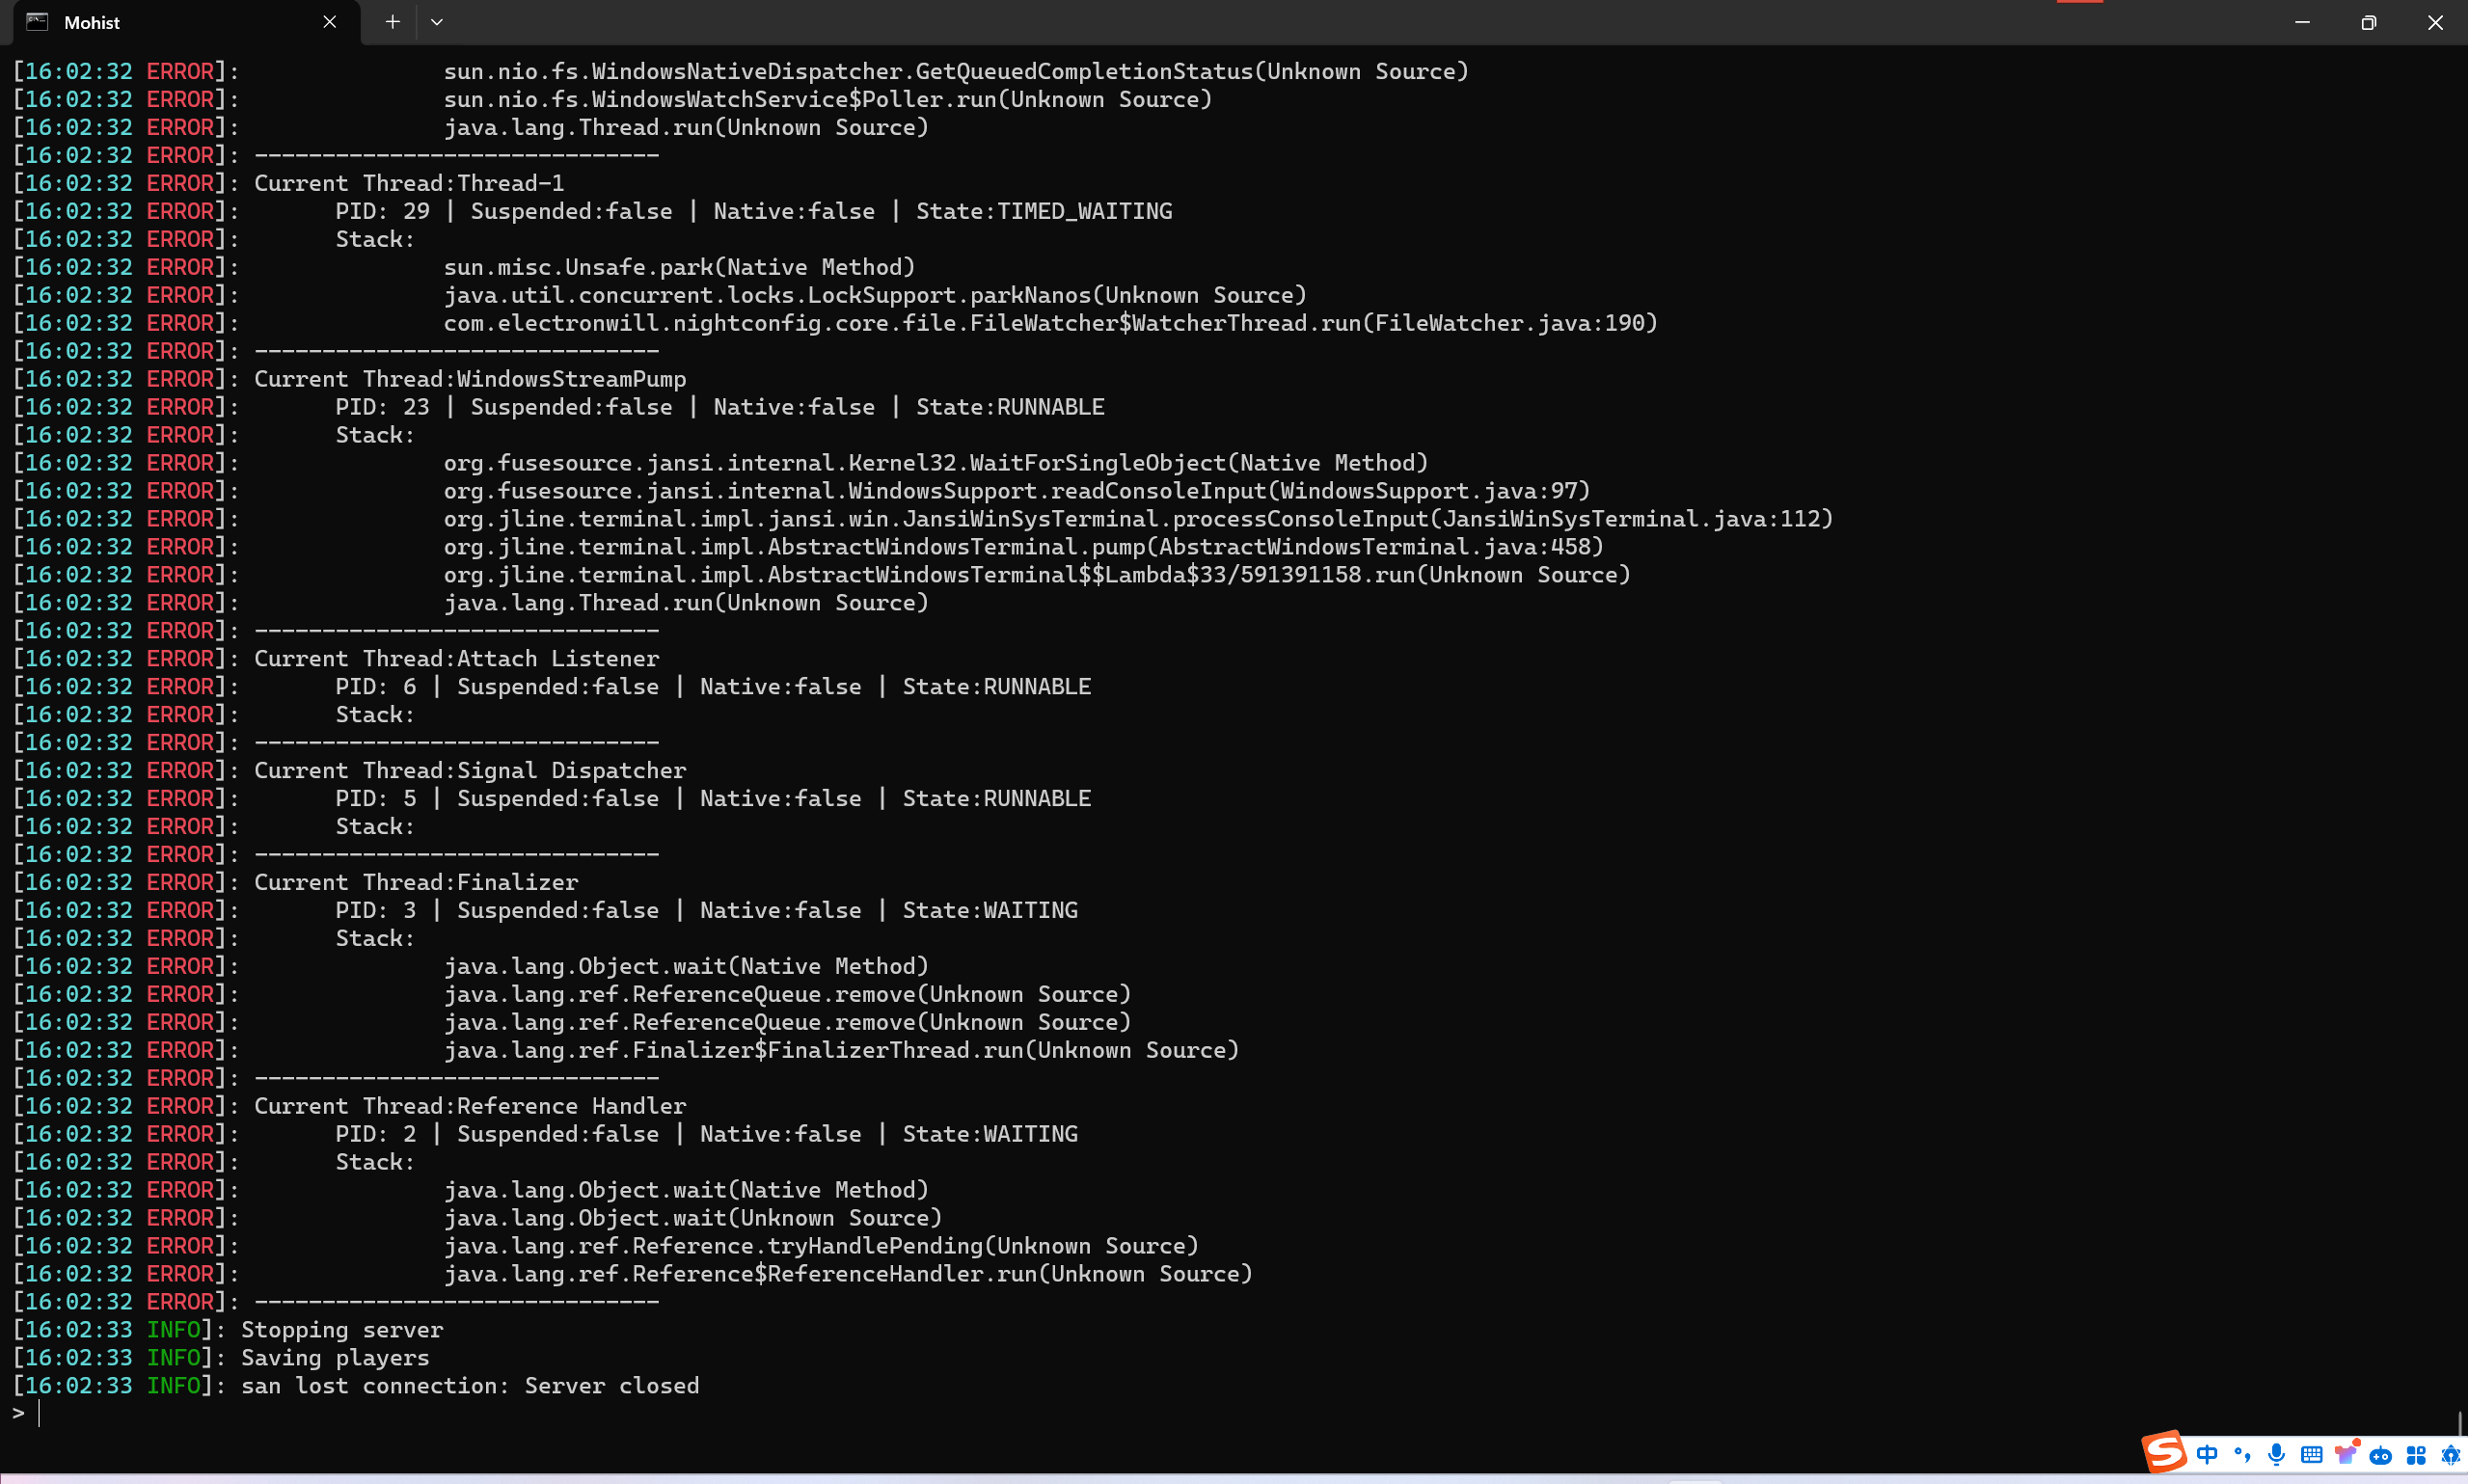 Mohist
[16:02:32 ERROR]: sun.nio.fs.WindowsNativeDispatcher.GetQueuedCompletionStatus(Unknown Source)
[16:02:32 ERROR]: sun.nio.fs.WindowsWatchService$Poller.run(Unknown Source)
[16:02:32 ERROR]: java.lang.Thread.run(Unknown Source)
[16:02:32 ERROR]: ------------------------------
[16:02:32 ERROR]: Current Thread:Thread-1
[16:02:32 ERROR]: PID: 29 | Suspended:false | Native:false | State:TIMED_WAITING
[16:02:32 ERROR]: Stack:
[16:02:32 ERROR]: sun.misc.Unsafe.park(Native Method)
[16:02:32 ERROR]: java.util.concurrent.locks.LockSupport.parkNanos(Unknown Source)
[16:02:32 ERROR]: com.electronwill.nightconfig.core.file.FileWatcher$WatcherThread.run(FileWatcher.java:190)
[16:02:32 ERROR]: ------------------------------
[16:02:32 ERROR]: Current Thread:WindowsStreamPump
[16:02:32 ERROR]: PID: 23 | Suspended:false | Native:false | State:RUNNABLE
[16:02:32 ERROR]: Stack:
[16:02:32 ERROR]: org.fusesource.jansi.internal.Kernel32.WaitForSingleObject(Native Method)
[16:02:32 ERROR]: org.fusesource.jansi.internal.WindowsSupport.readConsoleInput(WindowsSupport.java:97)
[16:02:32 ERROR]: org.jline.terminal.impl.jansi.win.JansiWinSysTerminal.processConsoleInput(JansiWinSysTerminal.java:112)
[16:02:32 ERROR]: org.jline.terminal.impl.AbstractWindowsTerminal.pump(AbstractWindowsTerminal.java:458)
[16:02:32 ERROR]: org.jline.terminal.impl.AbstractWindowsTerminal$$Lambda$33/591391158.run(Unknown Source)
[16:02:32 ERROR]: java.lang.Thread.run(Unknown Source)
[16:02:32 ERROR]: ------------------------------
[16:02:32 ERROR]: Current Thread:Attach Listener
[16:02:32 ERROR]: PID: 6 | Suspended:false | Native:false | State:RUNNABLE
[16:02:32 ERROR]: Stack:
[16:02:32 ERROR]: ------------------------------
[16:02:32 ERROR]: Current Thread:Signal Dispatcher
[16:02:32 ERROR]: PID: 5 | Suspended:false | Native:false | State:RUNNABLE
[16:02:32 ERROR]: Stack:
[16:02:32 ERROR]: ------------------------------
[16:02:32 ERROR]: Current Thread:Finalizer
[16:02:32 ERROR]: PID: 3 | Suspended:false | Native:false | State:WAITING
[16:02:32 ERROR]: Stack:
[16:02:32 ERROR]: java.lang.Object.wait(Native Method)
[16:02:32 ERROR]: java.lang.ref.ReferenceQueue.remove(Unknown Source)
[16:02:32 ERROR]: java.lang.ref.ReferenceQueue.remove(Unknown Source)
[16:02:32 ERROR]: java.lang.ref.Finalizer$FinalizerThread.run(Unknown Source)
[16:02:32 ERROR]: ------------------------------
[16:02:32 ERROR]: Current Thread:Reference Handler
[16:02:32 ERROR]: PID: 2 | Suspended:false | Native:false | State:WAITING
[16:02:32 ERROR]: Stack:
[16:02:32 ERROR]: java.lang.Object.wait(Native Method)
[16:02:32 ERROR]: java.lang.Object.wait(Unknown Source)
[16:02:32 ERROR]: java.lang.ref.Reference.tryHandlePending(Unknown Source)
[16:02:32 ERROR]: java.lang.ref.Reference$ReferenceHandler.run(Unknown Source)
[16:02:32 ERROR]: ------------------------------
[16:02:33 INFO]: Stopping server
[16:02:33 INFO]: Saving players
[16:02:33 INFO]: san lost connection: Server closed
>
中